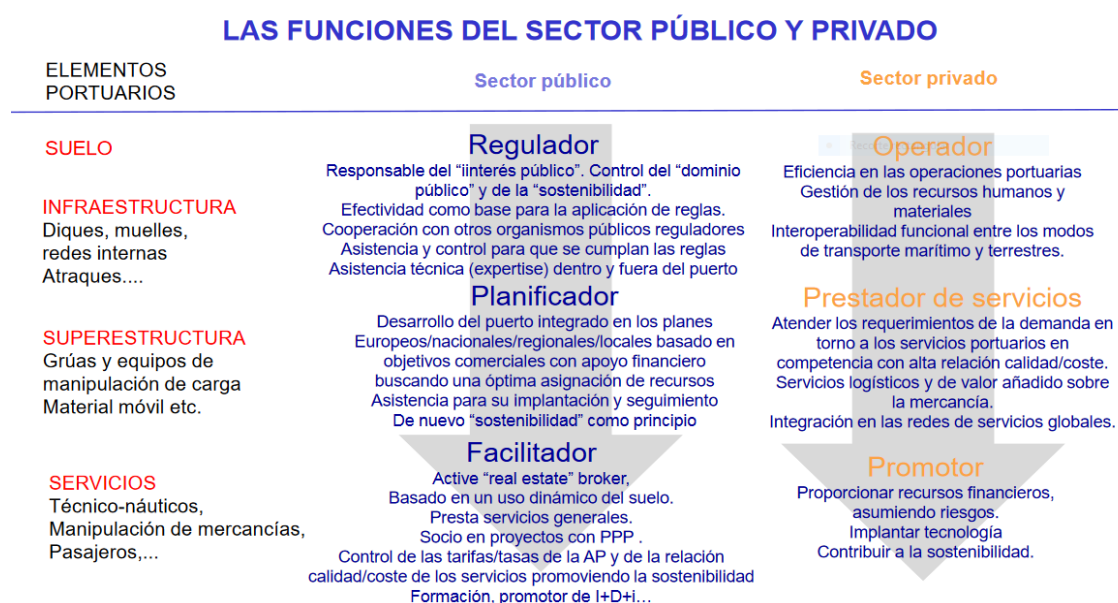 LAS FUNCIONES DEL SECTOR PÚBLICO Y PRIVADO
ELEMENTOS
PORTUARIOS
Sector público
Sector privado
SUELO
INFRAESTRUCTURA
Diques, muelles,
redes internas
Atraques....
SUPERESTRUCTURA
Grúas y equipos de
manipulación de carga
Material móvil etc.
SERVICIOS
Técnico-náuticos,
Manipulación de mercancías,
Pasajeros,...
Regulador
Responsable del “iinterés público”. Control del “dominio
público” y de la “sostenibilidad”.
Efectividad como base para la aplicación de reglas.
Cooperación con otros organismos públicos reguladores
Asistencia y control para que se cumplan las reglas
Asistencia técnica (expertise) dentro y fuera del puerto
Planificador
Desarrollo del puerto integrado en los planes
Europeos/nacionales/regionales/locales basado en
objetivos comerciales con apoyo financiero
buscando una óptima asignación de recursos
Asistencia para su implantación y seguimiento
De nuevo “sostenibilidad” como principio
Facilitador
Active “real estate” broker,
Basado en un uso dinámico del suelo.
Presta servicios generales.
Socio en proyectos con PPP .
Control de las tarifas/tasas de la AP y de la relación
calidad/coste de los servicios promoviendo la sostenibilidad
Formación, promotor de I+D+i…
Operador
Eficiencia en las operaciones portuarias
Gestión de los recursos humanos y
materiales
Interoperabilidad funcional entre los modos
de transporte marítimo y terrestres.
Prestador de servicios
Atender los requerimientos de la demanda en
torno a los servicios portuarios en
competencia con alta relación calidad/coste.
Servicios logísticos y de valor añadido sobre
la mercancía.
Integración en las redes de servicios globales.
Promotor
Proporcionar recursos financieros,
asumiendo riesgos.
Implantar tecnología
Contribuir a la sostenibilidad.